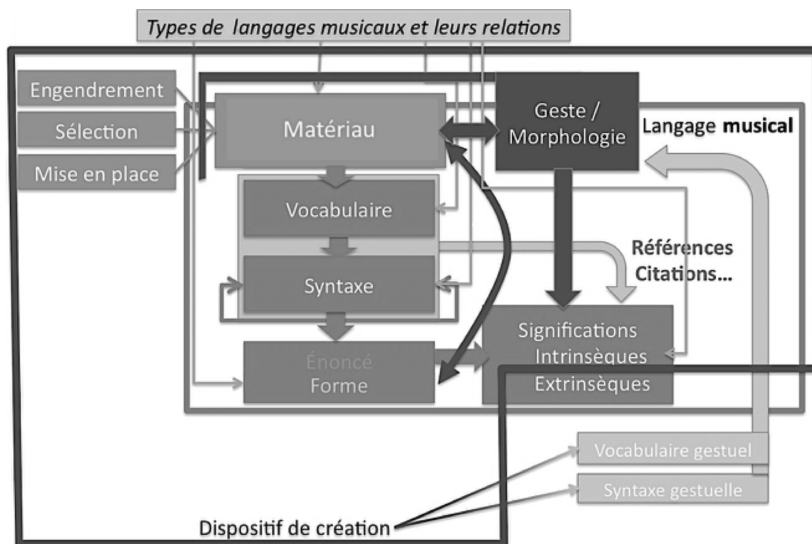 Types de langages musicaux et leurs relations
Engendrement
Sélection
Mise en place
Matériau
Geste /
Morphologie
Langage musical
Vocabulaire
Syntaxe
Références
Citations...
Énoncé
Forme
Significations
Intrinsèques
Extrinsèques
Vocabulaire gestuel
Syntaxe gestuelle
Dispositif de création